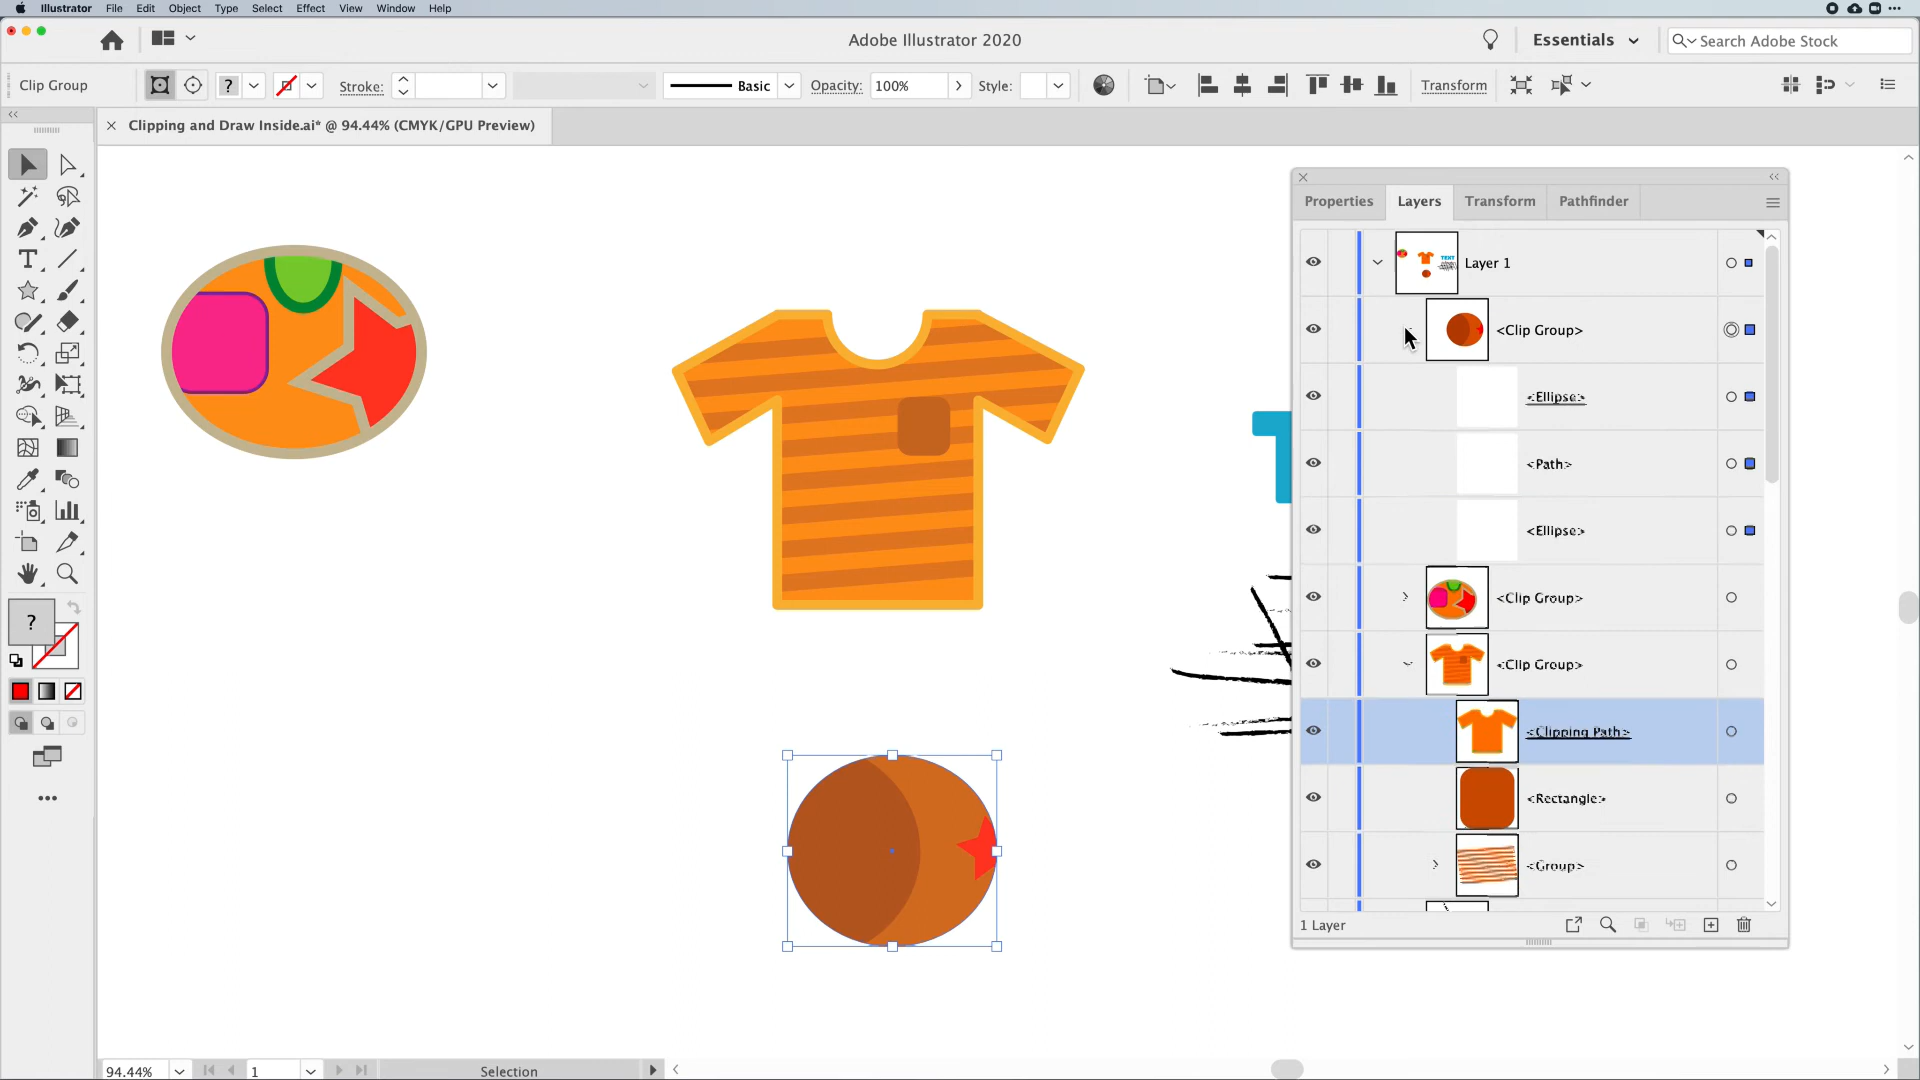 Illustrator File Edit Object Type Select Effect View Window Help
Adobe Illustrator 2020
Essentials
Search Adobe Stock
Clip Group
?
Stroke:
Basic
Opacity:
100%
Style:
Transform
Clipping and Draw Inside.ai* @ 94.44% (CMYK/GPU Preview)
Properties
Layers
Transform
Pathfinder
Layer 1
<Clip Group>
<Ellipse>
<Path>
<Ellipse>
<Clip Group>
<Clip Group>
<Clipping Path>
<Rectangle>
<Group>
1 Layer
?
94.44%
1
Selection